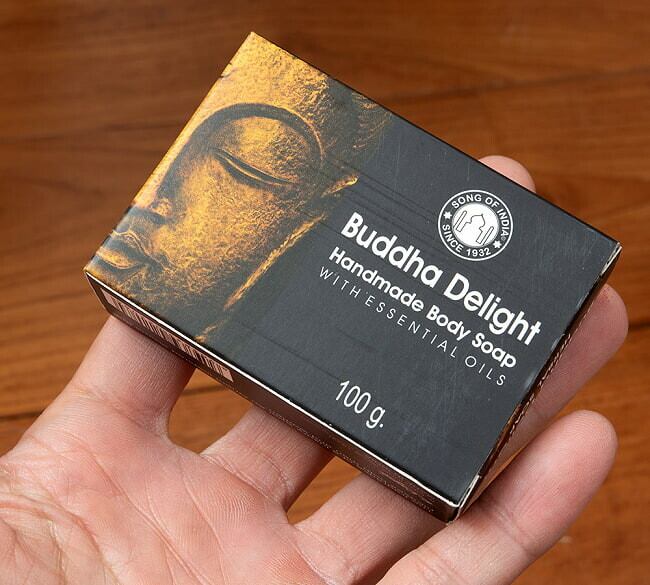 SONG OF INDIA
SINCE 1932
Buddha Delight
Handmade Body Soap
WITH ESSENTIAL OILS
100 g.